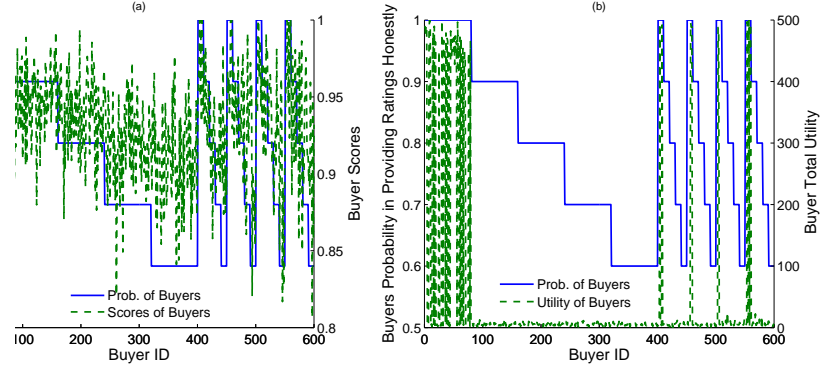 (a)
1
0.95
0.9
0.85
0.8
Buyer Scores
Prob. of Buyers
Scores of Buyers
100 200 300 400 500 600
Buyer ID
(b)
Buyers Probability in Providing Ratings Honestly
1
0.9
0.8
0.7
0.6
0.5
500
400
300
200
100
0
Buyer Total Utility
Prob. of Buyers
Utility of Buyers
0 100 200 300 400 500 600
Buyer ID